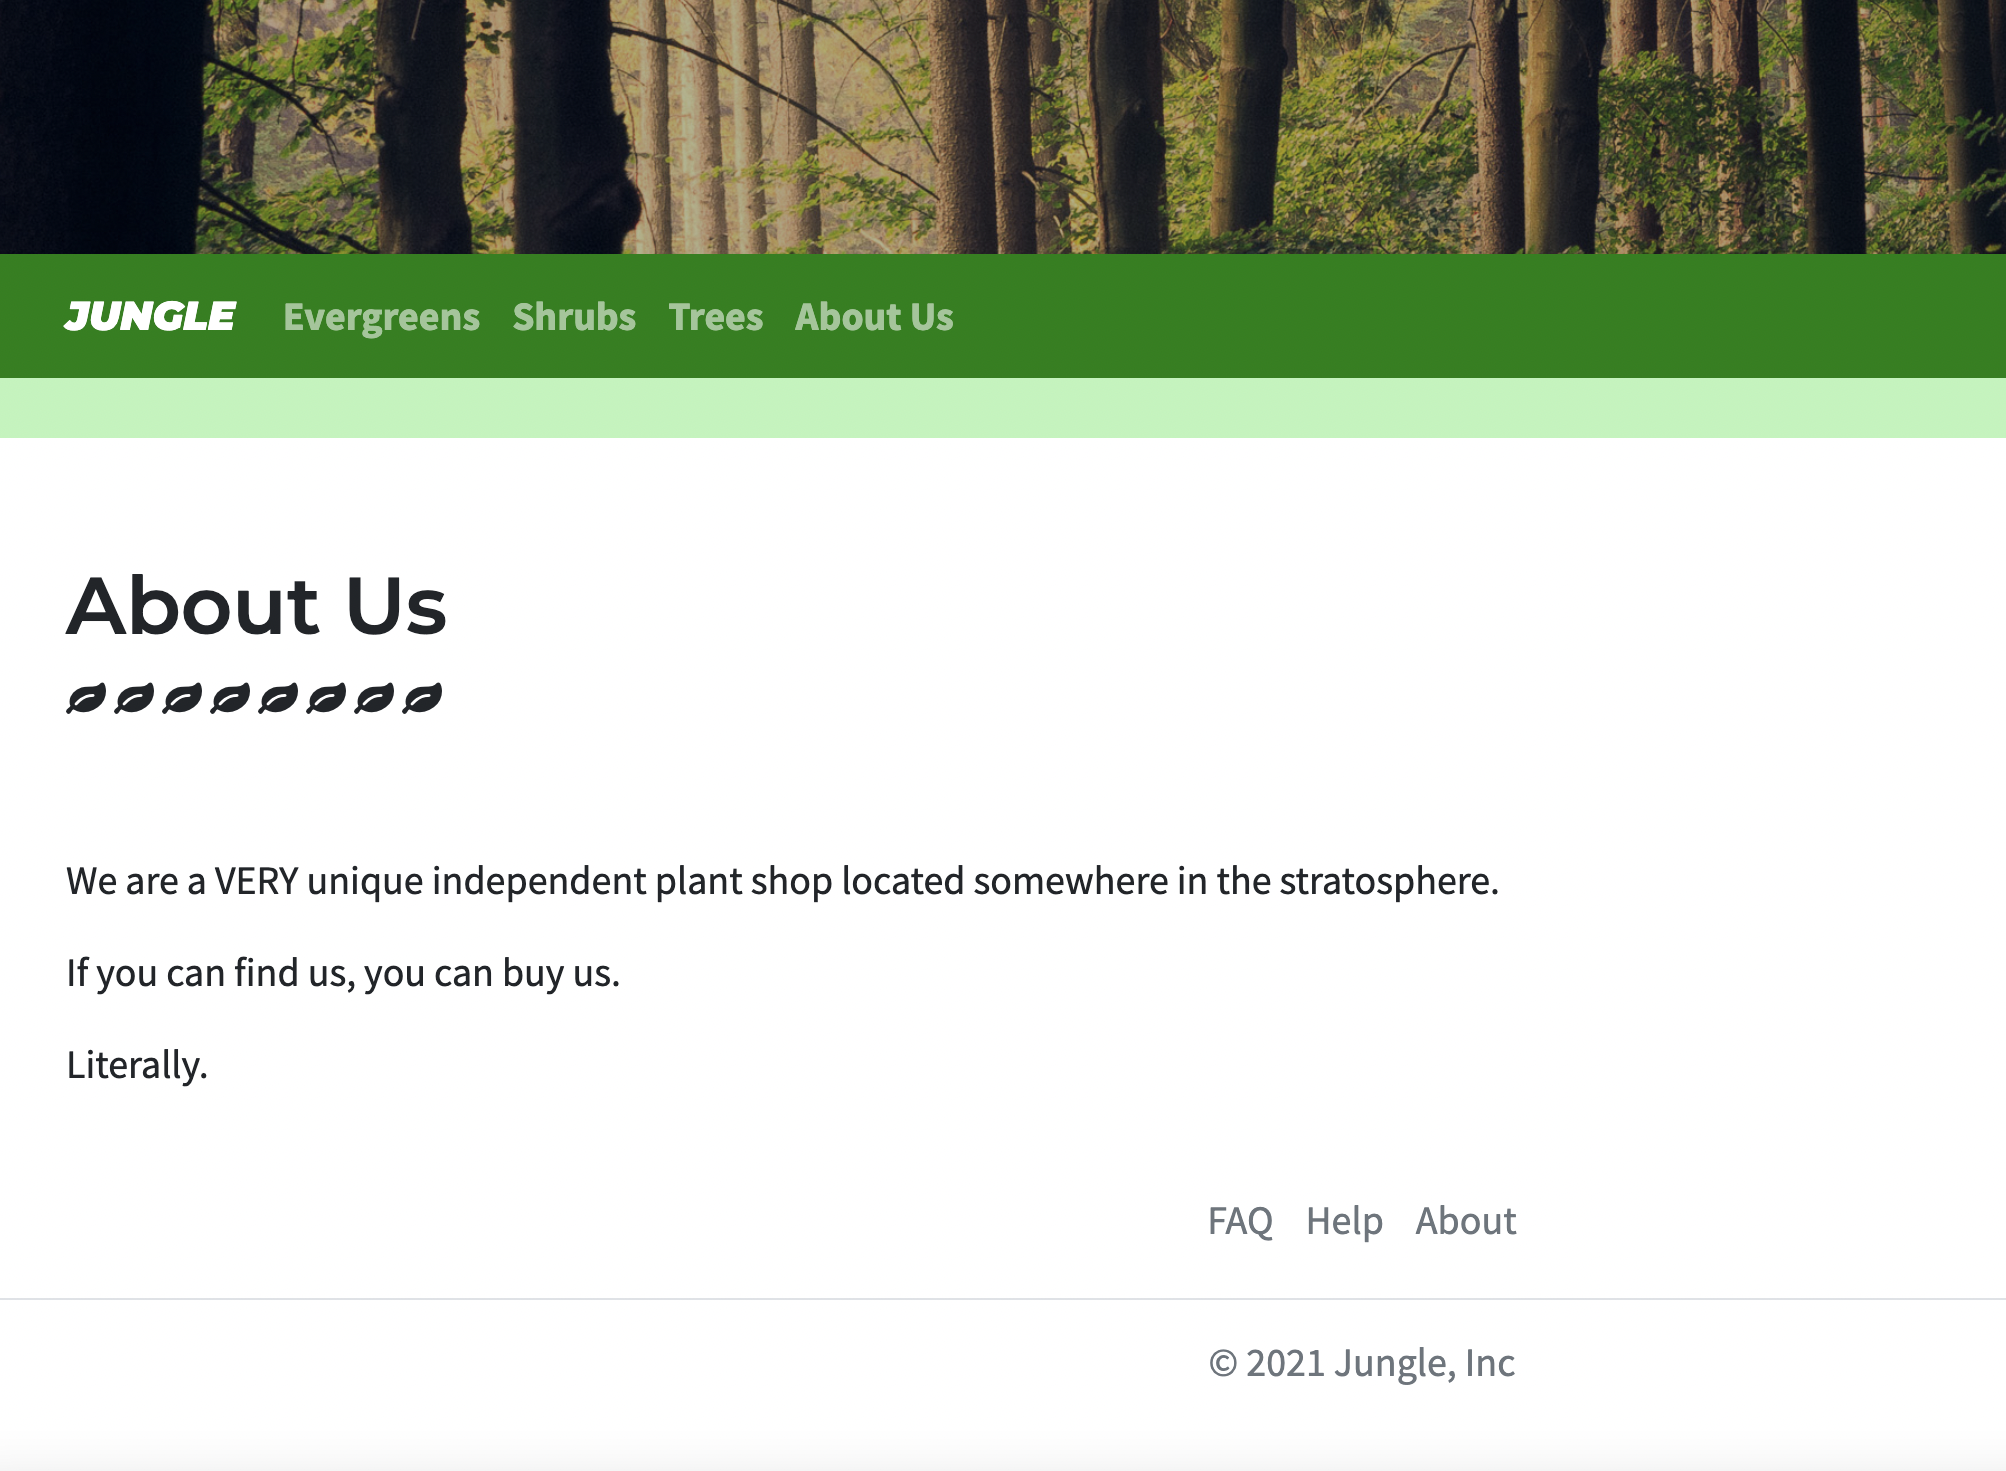 JUNGLE Evergreens Shrubs Trees About Us
About Us
We are a VERY unique independent plant shop located somewhere in the stratosphere.
If you can find us, you can buy us.
Literally.
FAQ Help About
© 2021 Jungle, Inc